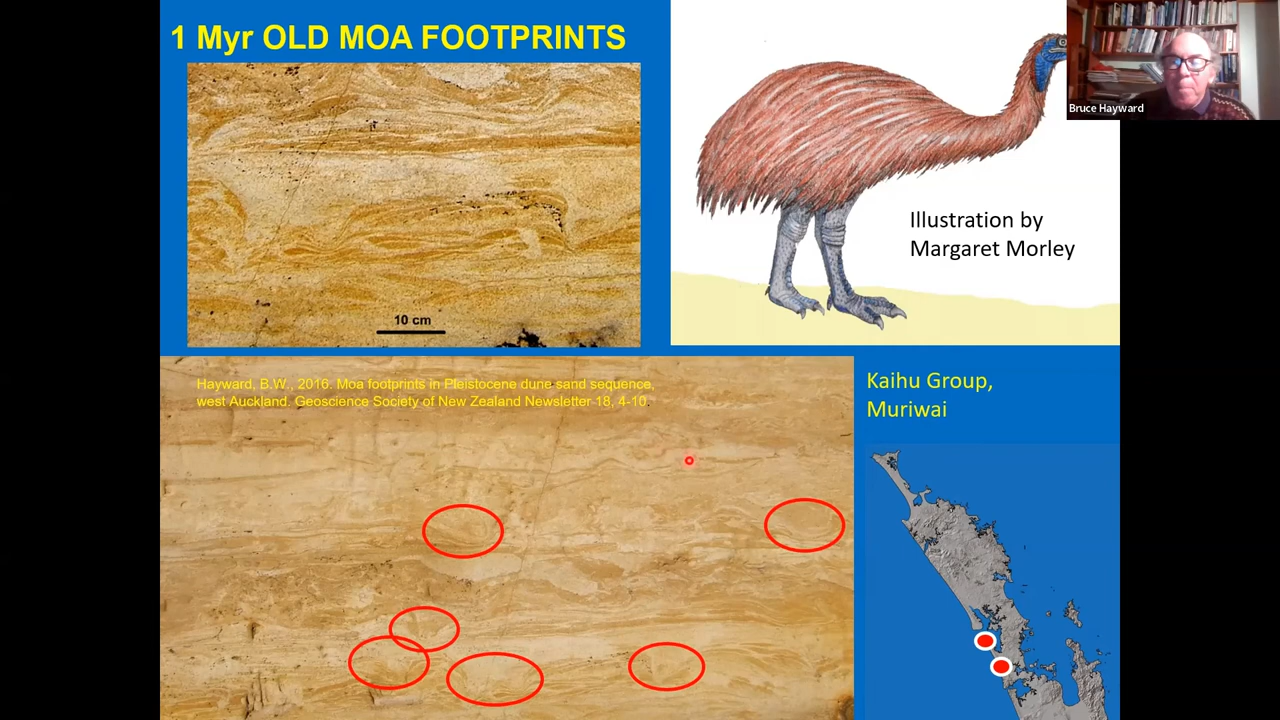 1 Myr OLD MOA FOOTPRINTS
10 cm
Illustration by
Margaret Morley
Bruce Hayward
Hayward, B.W., 2016. Moa footprints in Pleistocene dune sand sequence,
west Auckland. Geoscience Society of New Zealand Newsletter 18, 4-10.
Kaihu Group,
Muriwai